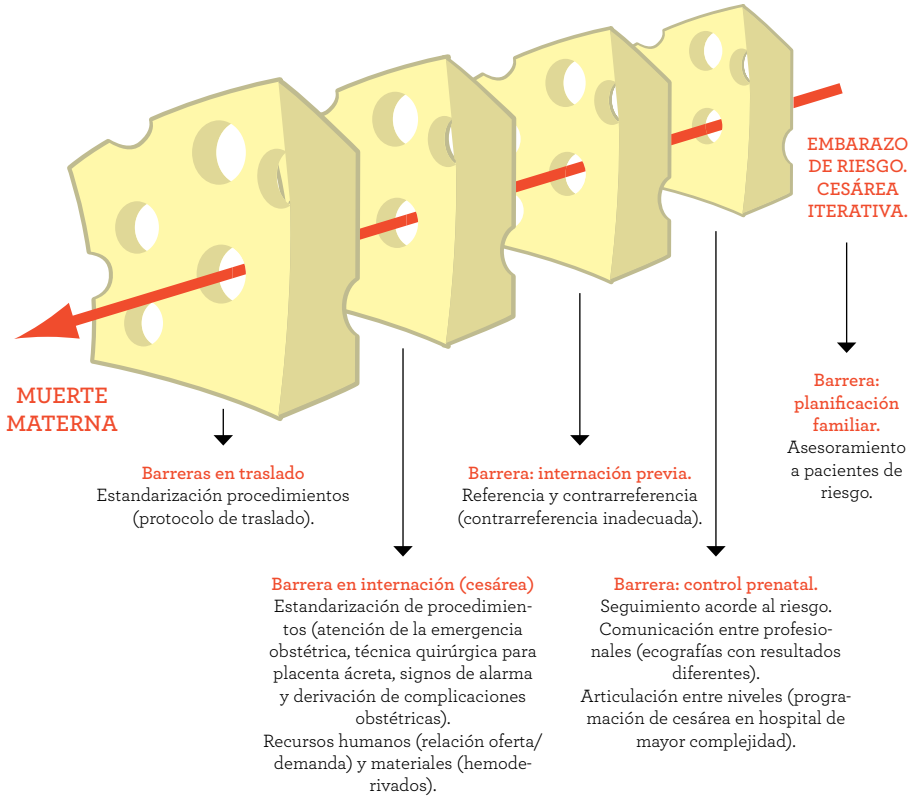 EMBARAZO
DE RIESGO.
CESÁREA
ITERATIVA.
MUERTE
MATERNA
Barrera:
planificación
familiar.
Asesoramiento
a pacientes de
riesgo.
Barreras en traslado
Estandarización procedimientos
(protocolo de traslado).
Barrera: internación previa.
Referencia y contrarreferencia
(contrarreferencia inadecuada).
Barrera en internación (cesárea)
Estandarización de procedimien-
tos (atención de la emergencia
obstétrica, técnica quirúrgica para
placenta ácreta, signos de alarma
y derivación de complicaciones
obstétricas).
Recursos humanos (relación oferta/
demanda) y materiales (hemode-
rivados).
Barrera: control prenatal.
Seguimiento acorde al riesgo.
Comunicación entre profesio-
nales (ecografías con resultados
diferentes).
Articulación entre niveles (progra-
mación de cesárea en hospital de
mayor complejidad).